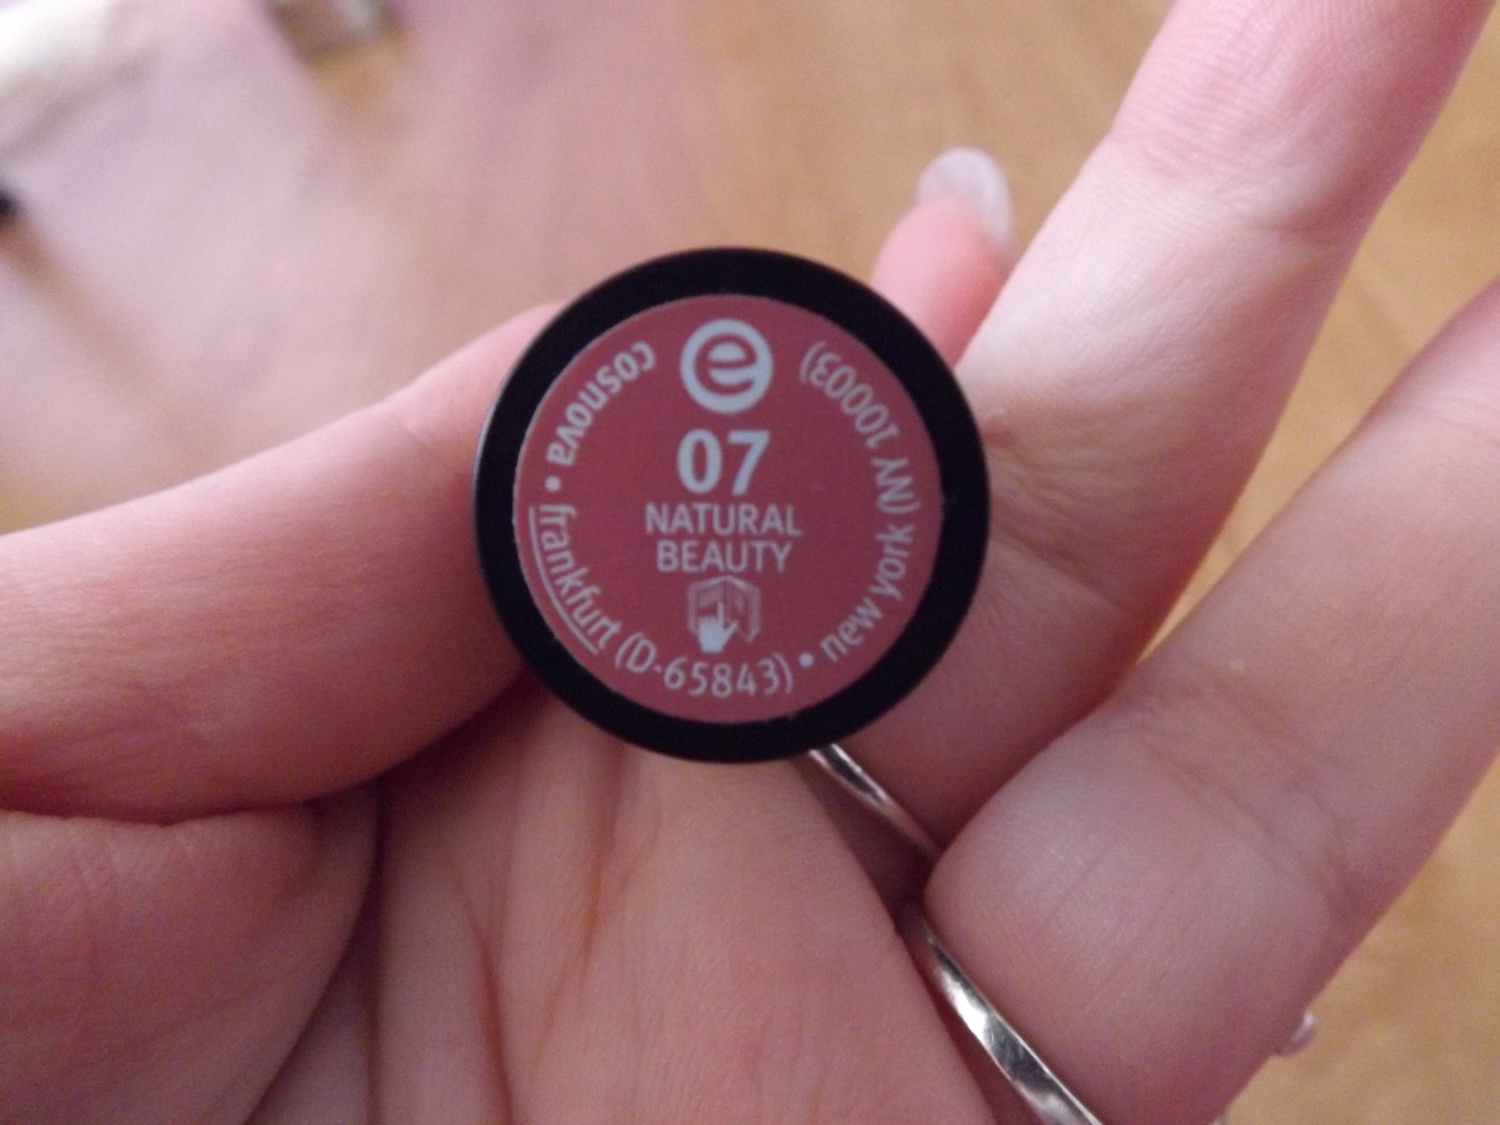 e
07
NATURAL
BEAUTY
cosnova • frankfurt (D-65843) • new york (NY 10003)